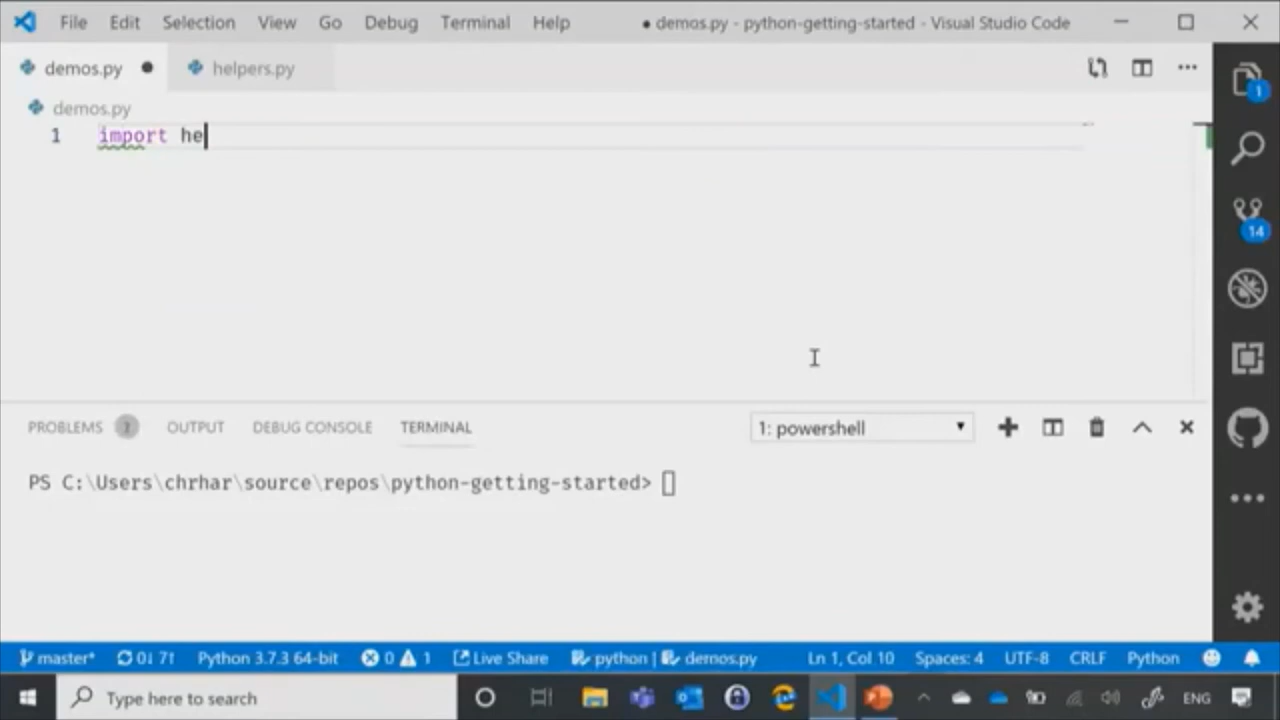 File Edit Selection View Go Debug Terminal Help ● demos.py - python-getting-started - Visual Studio Code
demos.py ● helpers.py
demos.py
1 import he
PROBLEMS OUTPUT DEBUG CONSOLE TERMINAL 1: powershell
PS C:\Users\chrhar\source\repos\python-getting-started>
1
14
master* 0↓ 7↑ Python 3.7.3 64-bit 0 1 Live Share python | demos.py Ln 1, Col 10 Spaces: 4 UTF-8 CRLF Python
Type here to search ENG